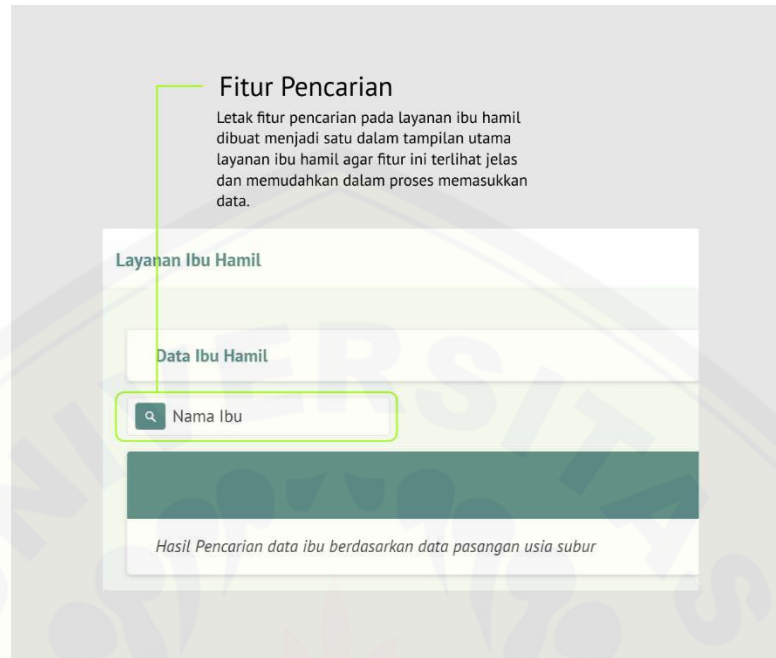 Fitur Pencarian
Letak fitur pencarian pada layanan ibu hamil
dibuat menjadi satu dalam tampilan utama
layanan ibu hamil agar fitur ini terlihat jelas
dan memudahkan dalam proses memasukkan
data.
Layanan Ibu Hamil
Data Ibu Hamil
Nama Ibu
Hasil Pencarian data ibu berdasarkan data pasangan usia subur
UNIVERSITAS